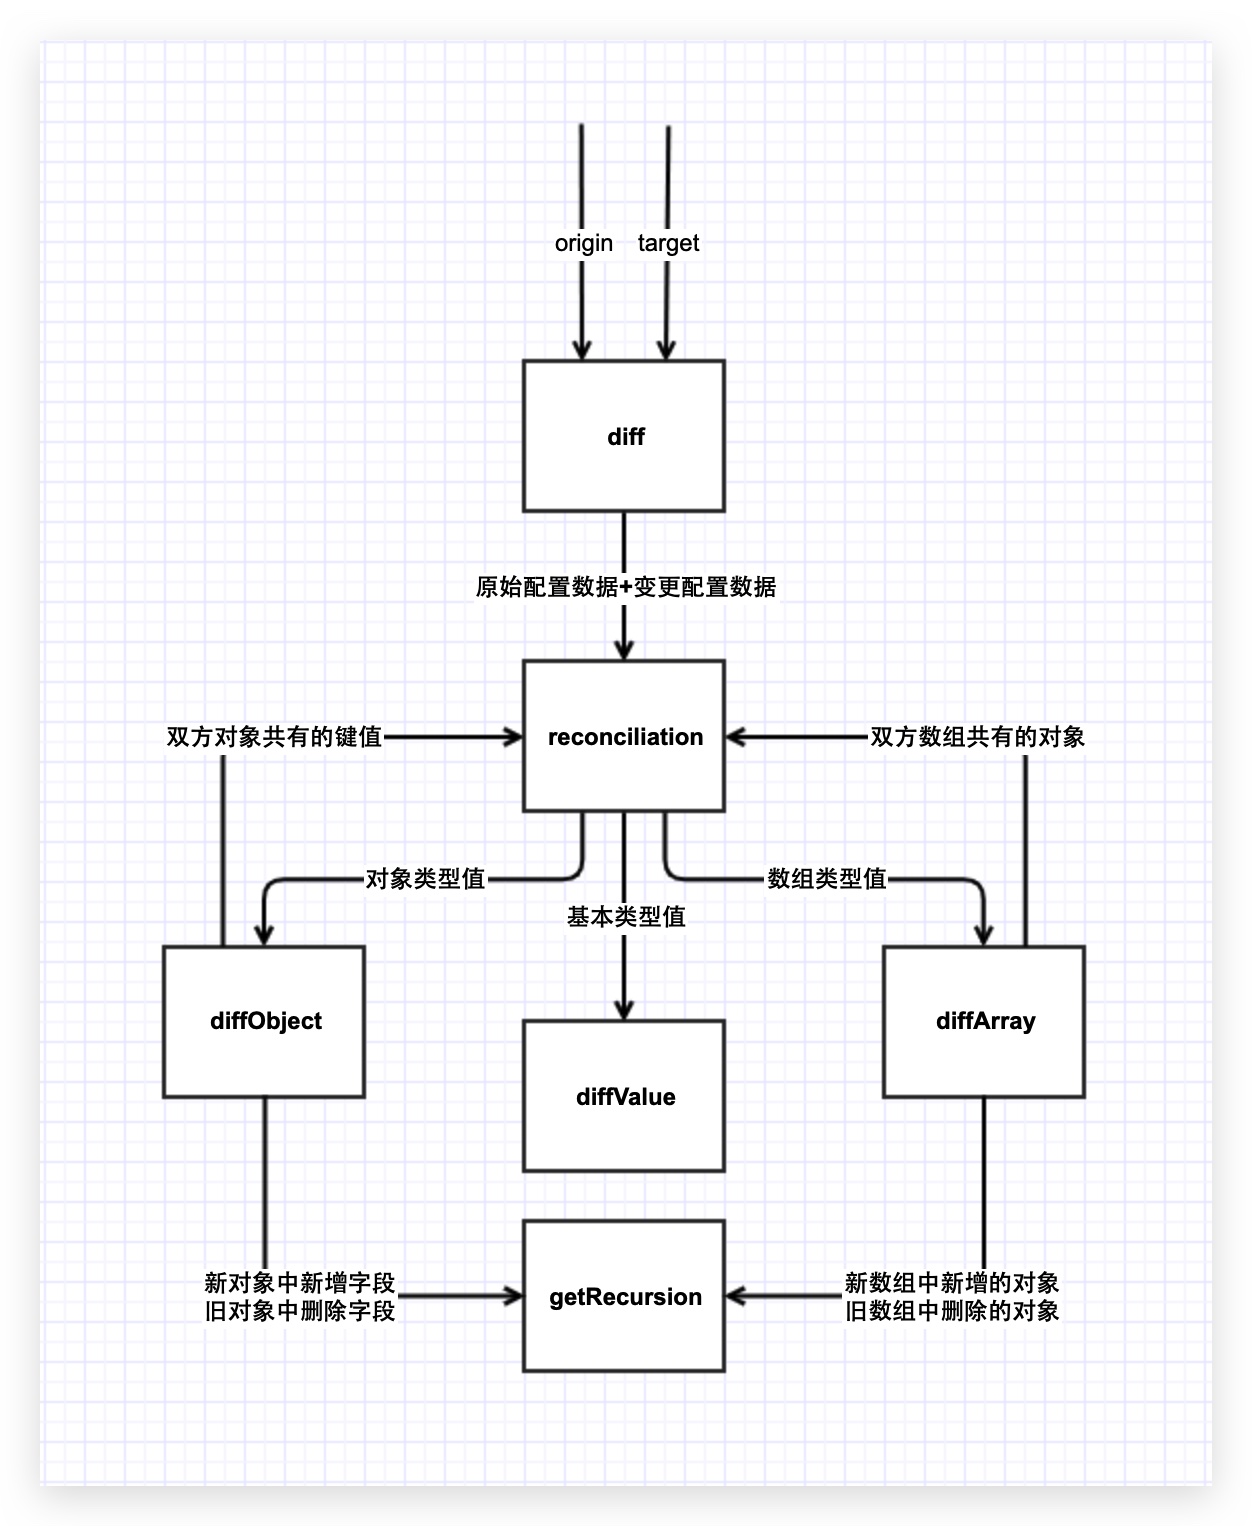 origin target
diff
原始配置数据+变更配置数据
双方对象共有的键值
reconciliation
双方数组共有的对象
对象类型值
数组类型值
基本类型值
diffObject
diffArray
diffValue
新对象中新增字段
旧对象中删除字段
getRecursion
新数组中新增的对象
旧数组中删除的对象